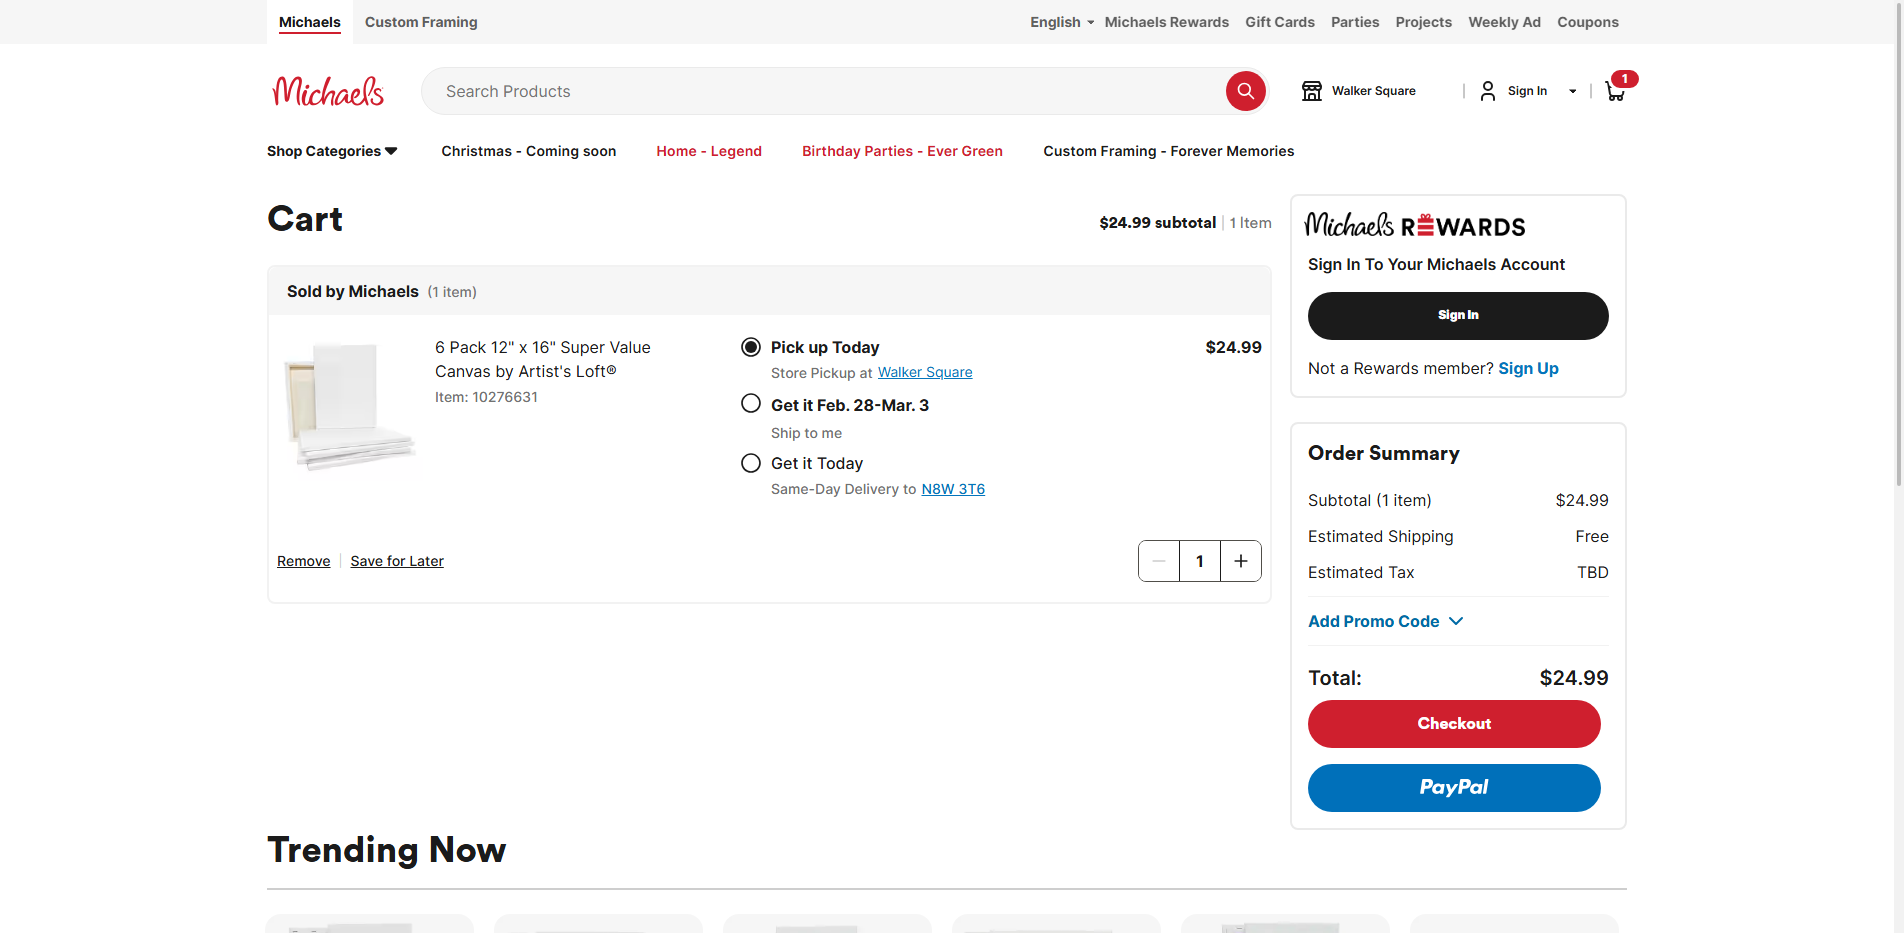 Michaels
Custom Framing
English
Michaels Rewards
Gift Cards
Parties
Projects
Weekly Ad
Coupons
Michaels
Search Products
Walker Square
Sign In
1
Shop Categories
Christmas - Coming soon
Home - Legend
Birthday Parties - Ever Green
Custom Framing - Forever Memories
Cart
$24.99 subtotal | 1 Item
Sold by Michaels (1 item)
6 Pack 12" x 16" Super Value
Canvas by Artist's Loft®
Item: 10276631
Pick up Today
Store Pickup at Walker Square
Get it Feb. 28-Mar. 3
Ship to me
Get it Today
Same-Day Delivery to N8W 3T6
$24.99
Remove
Save for Later
1
Michaels REWARDS
Sign In To Your Michaels Account
Sign In
Not a Rewards member? Sign Up
Order Summary
Subtotal (1 item) $24.99
Estimated Shipping Free
Estimated Tax TBD
Add Promo Code
Total: $24.99
Checkout
PayPal
Trending Now